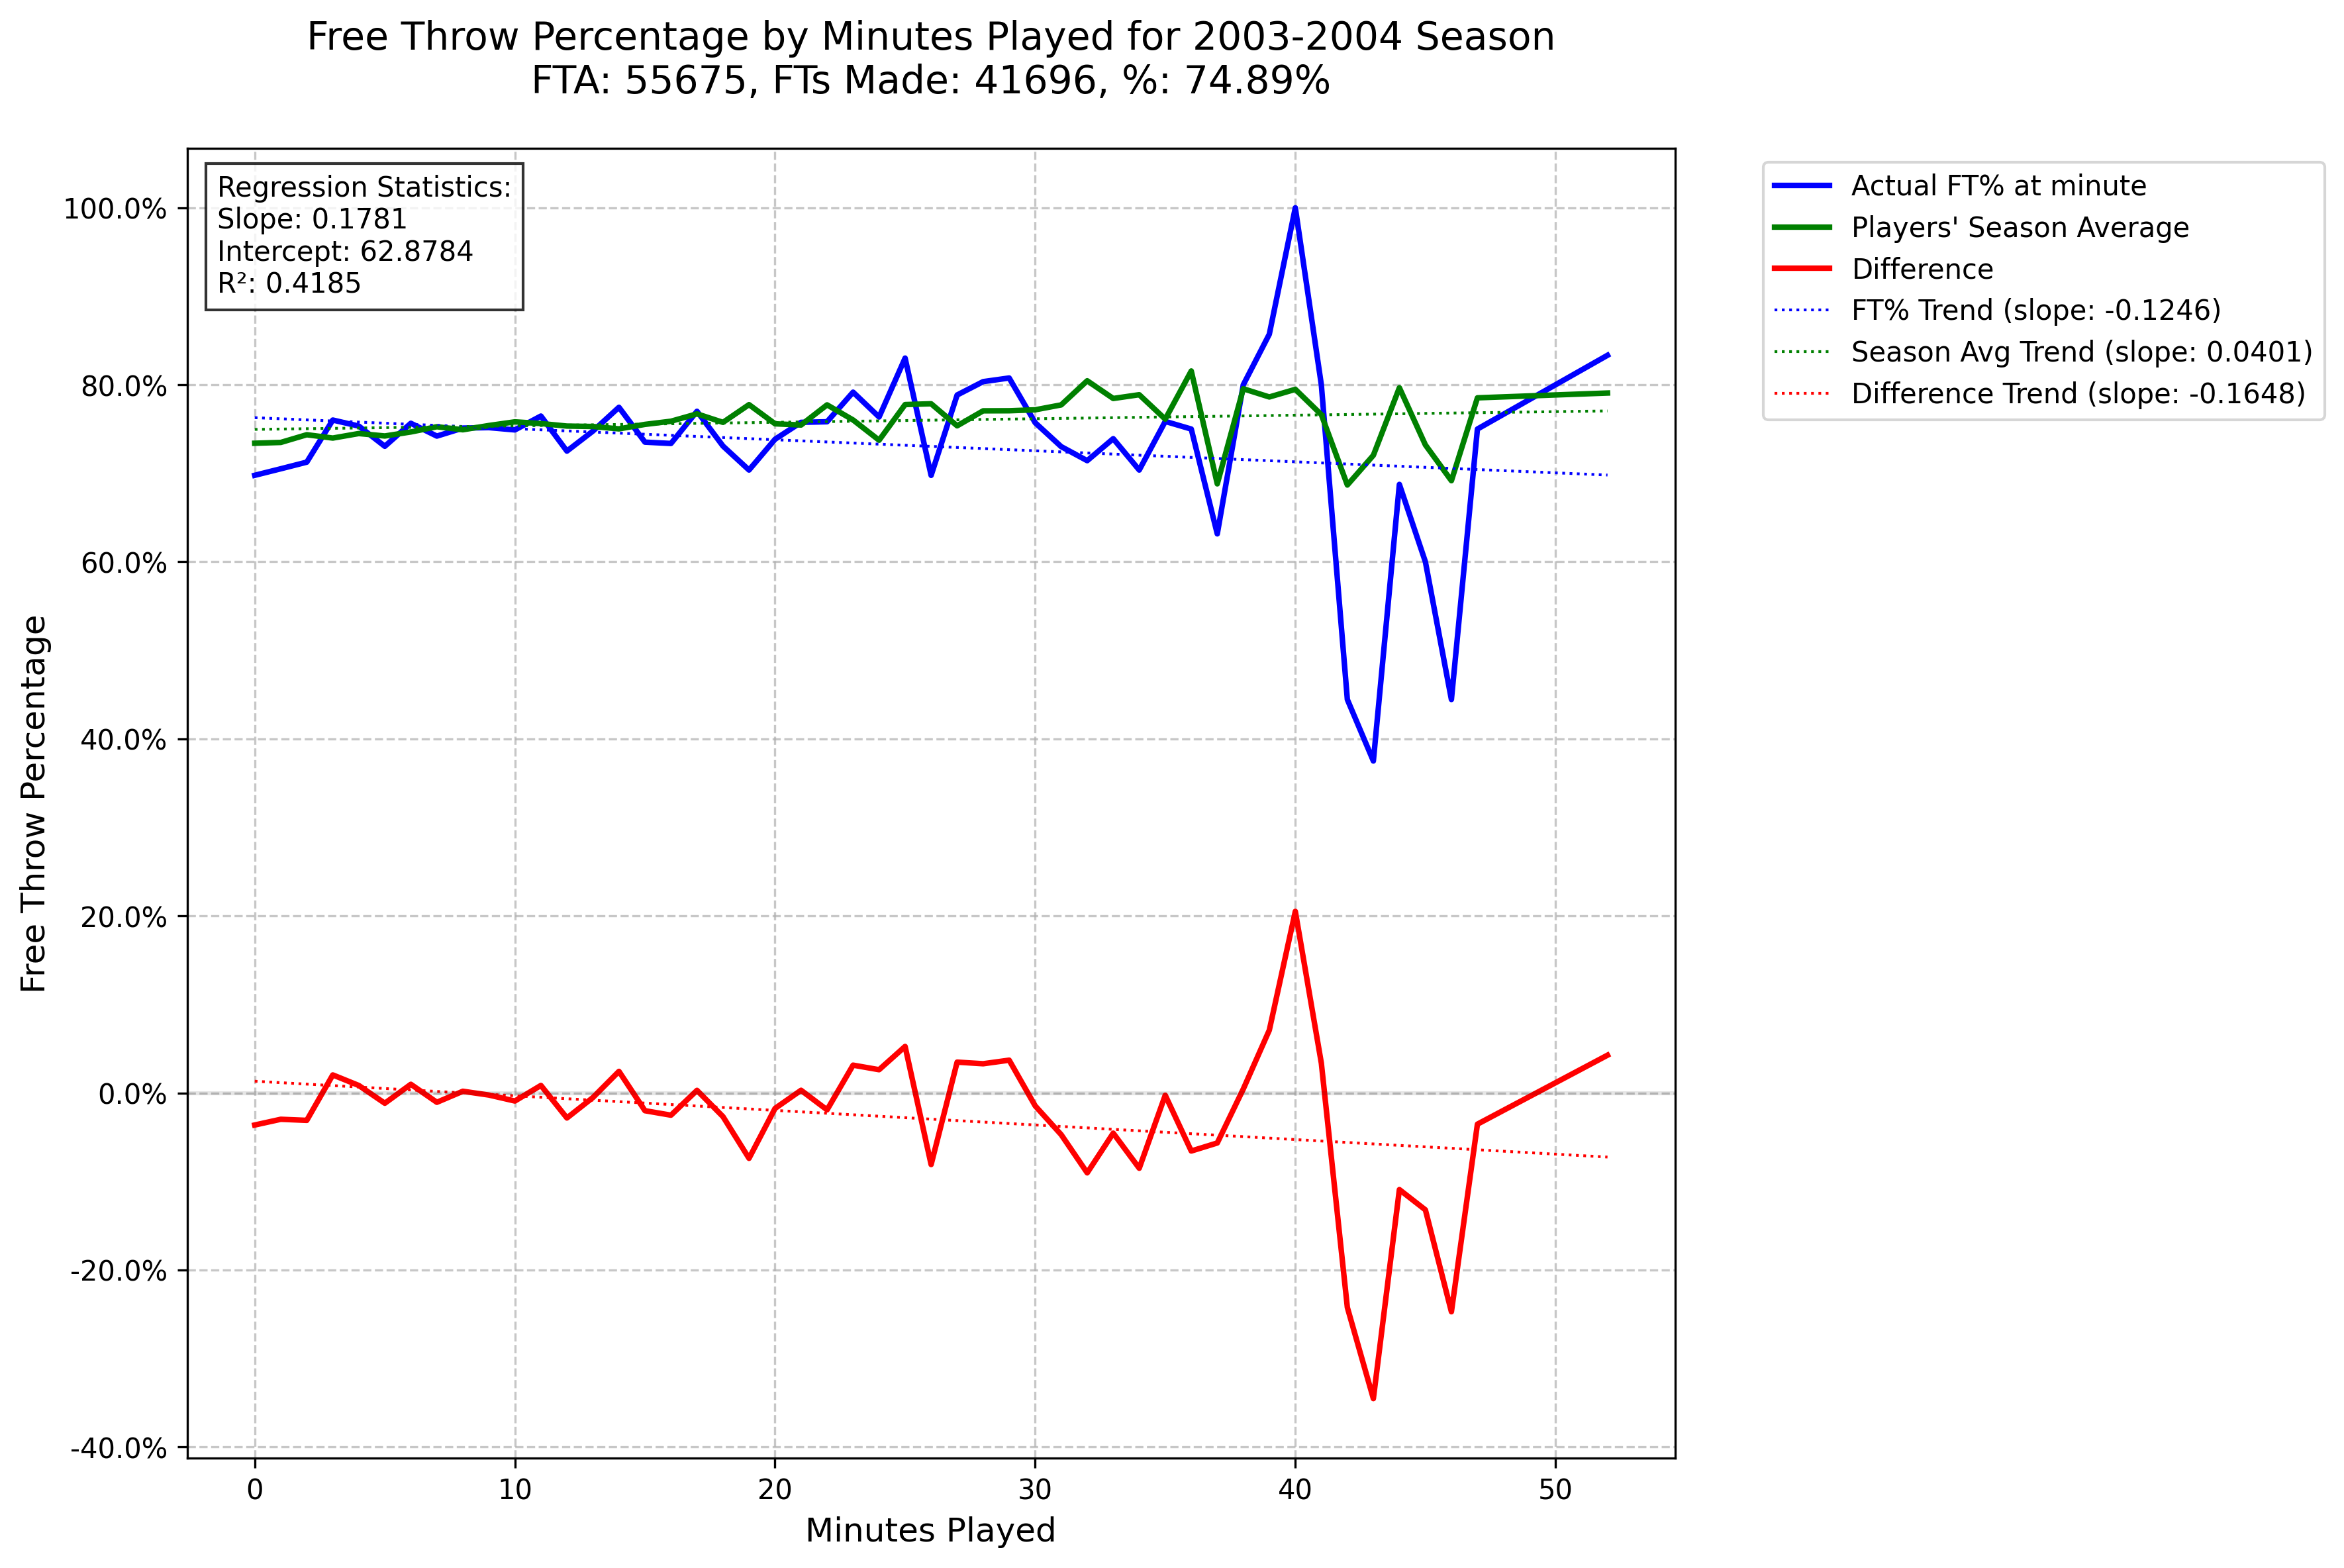 Free Throw Percentage by Minutes Played for 2003-2004 Season
FTA: 55675, FTs Made: 41696, %: 74.89%
Regression Statistics:
Slope: 0.1781
Intercept: 62.8784
R²: 0.4185
Actual FT% at minute
Players' Season Average
Difference
FT% Trend (slope: -0.1246)
Season Avg Trend (slope: 0.0401)
Difference Trend (slope: -0.1648)
Free Throw Percentage
100.0%
80.0%
60.0%
40.0%
20.0%
0.0%
-20.0%
-40.0%
0 10 20 30 40 50
Minutes Played